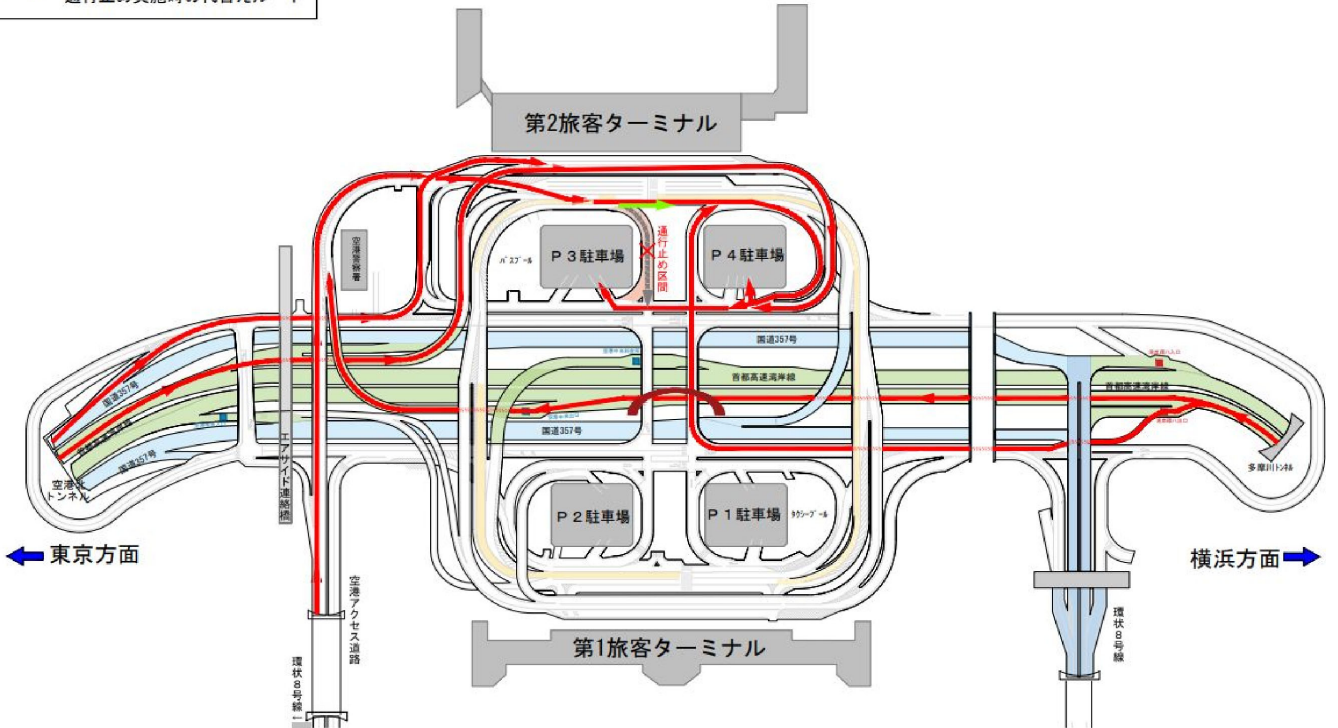 第2旅客ターミナル
空港警察署
バスプール
P3駐車場
通行止め区間
P4駐車場
国道357号
首都高速湾岸線
国道357号
首都高速湾岸線
国道357号
国道357号
エアサイド連絡橋
空港北
トンネル
多摩川トンネル
P2駐車場
P1駐車場
タクシープール
東京方面
横浜方面
空港アクセス道路
環状8号線
第1旅客ターミナル
環状8号線